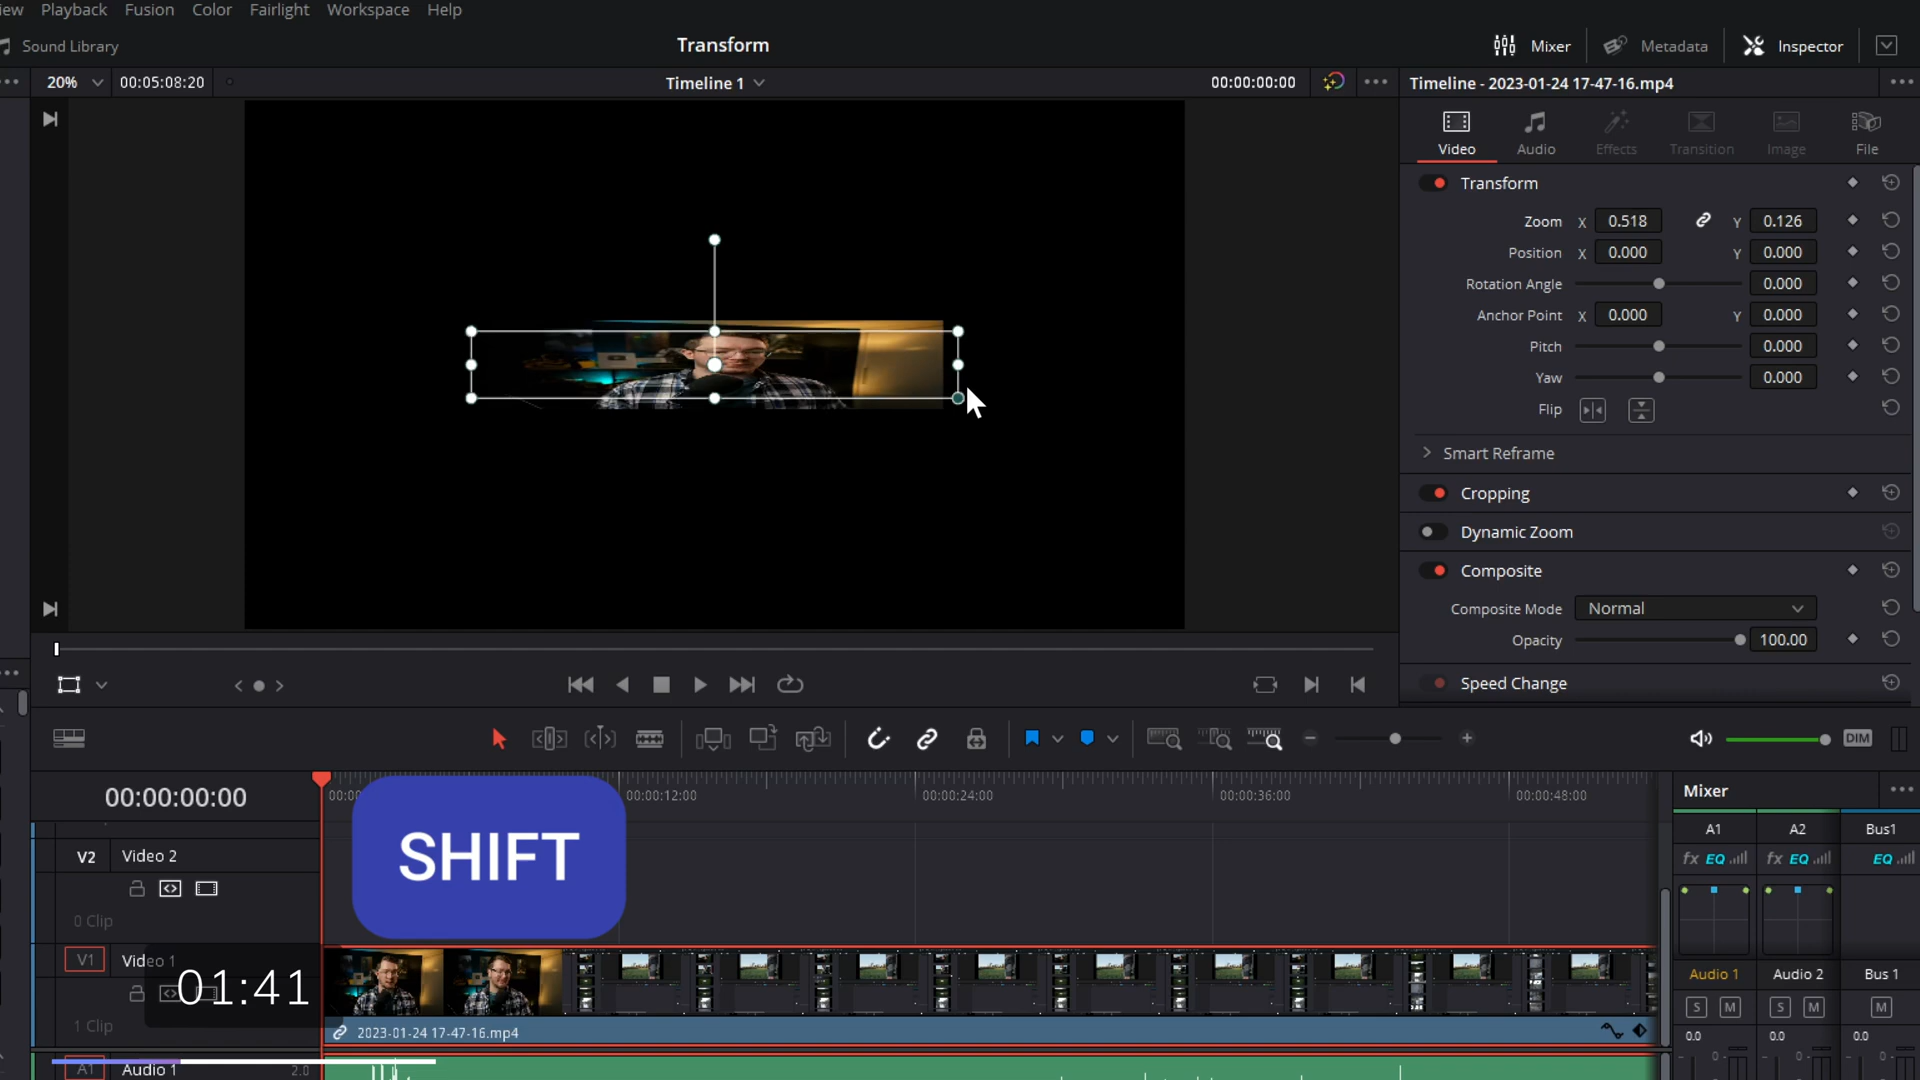 iew Playback Fusion Color Fairlight Workspace Help
Sound Library
Transform
Mixer
Metadata
Inspector
20%
00:05:08:20
Timeline 1
00:00:00:00
Timeline - 2023-01-24 17-47-16.mp4
Video
Audio
Effects
Transition
Image
File
Transform
Zoom X 0.518 Y 0.126
Position X 0.000 Y 0.000
Rotation Angle 0.000
Anchor Point X 0.000 Y 0.000
Pitch 0.000
Yaw 0.000
Flip
Smart Reframe
Cropping
Dynamic Zoom
Composite
Composite Mode Normal
Opacity 100.00
Speed Change
DIM
00:00:00:00
00:00:12:00
00:00:24:00
00:00:36:00
00:00:48:00
SHIFT
V2 Video 2
0 Clip
V1 Video 1
01:41
1 Clip
2023-01-24 17-47-16.mp4
A1 Audio 1 2.0
Mixer
A1 A2 Bus1
fx EQ fx EQ EQ
Audio 1 Audio 2 Bus 1
S M S M M
0.0 0.0 0.0
0 0 0